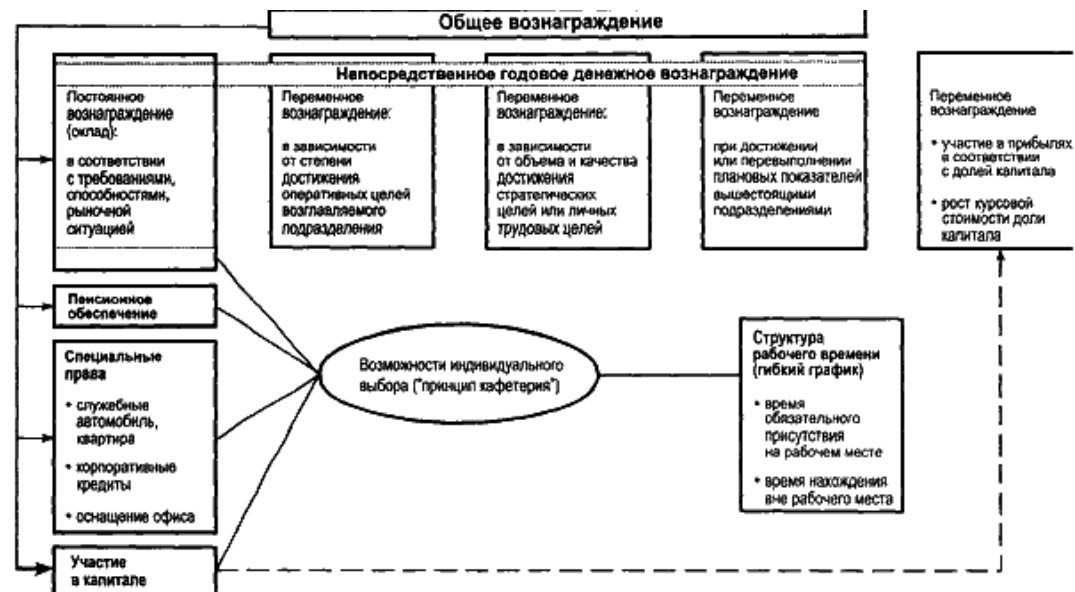 Общее вознаграждение
Непосредственное годовое денежное вознаграждение
Постоянное
вознаграждение
(оклад):
в соответствии
с требованиями,
способностями,
рыночной
ситуацией
Переменное
вознаграждение:
в зависимости
от степени
достижения
оперативных целей
возглавляемого
подразделения
Переменное
вознаграждение:
в зависимости
от объема и качества
достижения
стратегических
целей или личных
трудовых целей
Переменное
вознаграждение
при достижении
или перевыполнении
плановых показателей
вышестоящими
подразделениями
Переменное
вознаграждение
• участие в прибылях
в соответствии
с долей капитала
• рост курсовой
стоимости доли
капитала
Пенсионное
обеспечение
Специальные
права
• служебные
автомобиль,
квартира
• корпоративные
кредиты
• оснащение офиса
Участие
в капитале
Возможности индивидуального
выбора ("принцип кафетерия")
Структура
рабочего времени
(гибкий график)
• время
обязательного
присутствия
на рабочем месте
• время нахождения
вне рабочего места